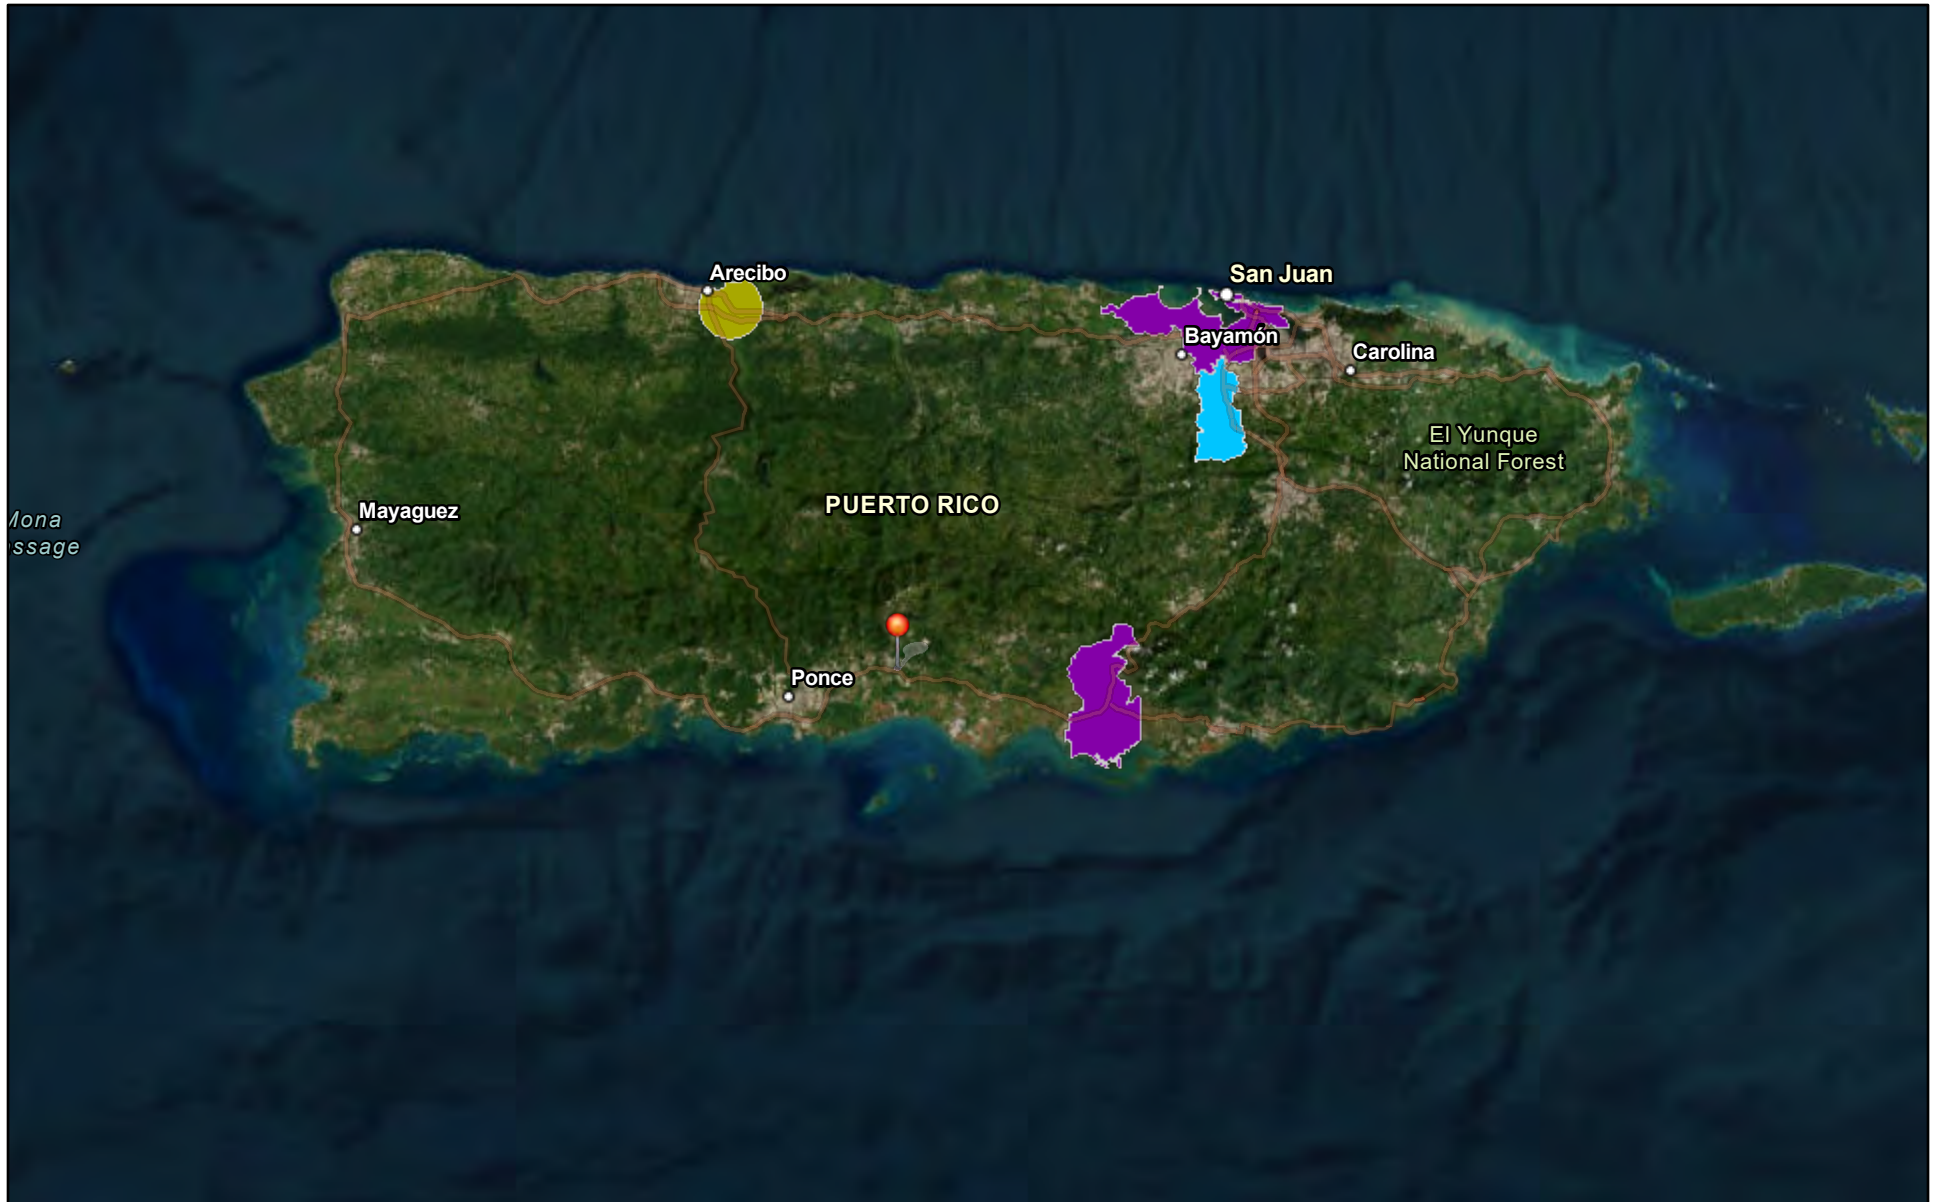 Arecibo
San Juan
Bayamón
Carolina
El Yunque
National Forest
PUERTO RICO
Mayaguez
Mona
ssage
Ponce